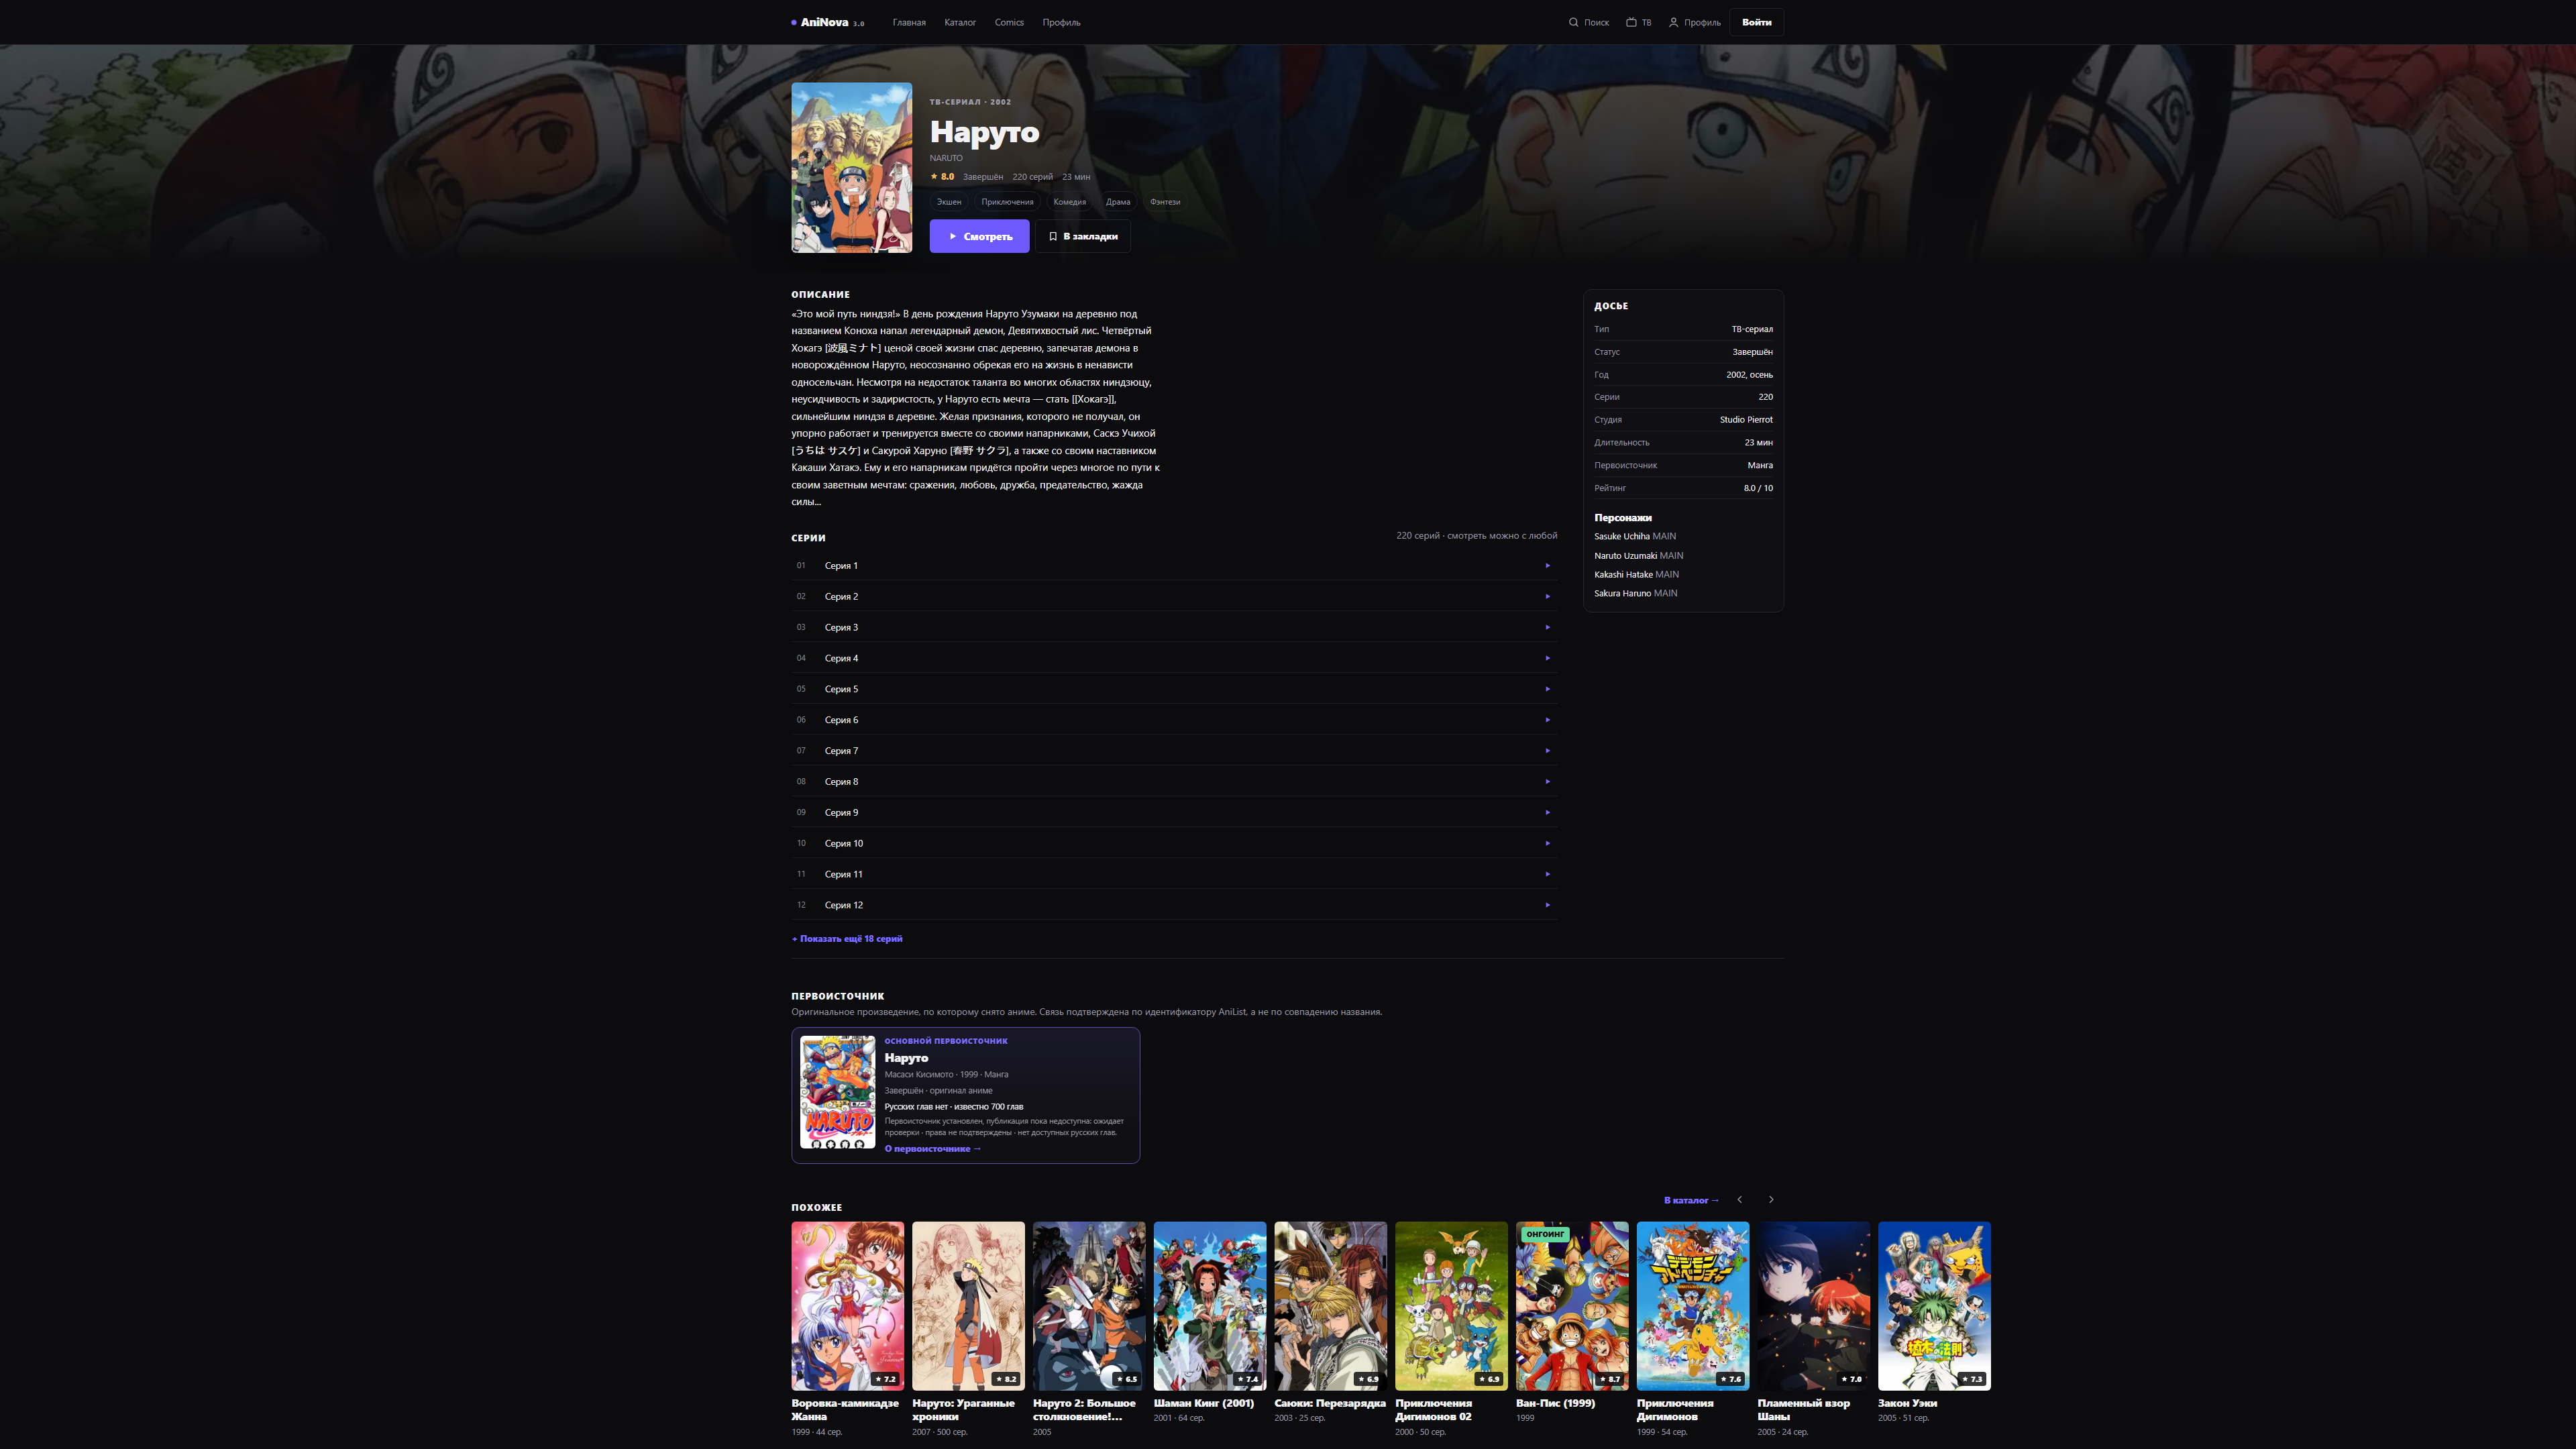 AniNova 3.0
Главная
Каталог
Comics
Профиль
Поиск
ТВ
Профиль
Войти
ТВ-СЕРИАЛ · 2002
Наруто
NARUTO
★ 8.0 Завершён 220 серий 23 мин
Экшен
Приключения
Комедия
Драма
Фэнтези
Смотреть
В закладки
ОПИСАНИЕ
«Это мой путь ниндзя!» В день рождения Наруто Узумаки на деревню под
названием Коноха напал легендарный демон, Девятихвостый лис. Четвёртый
Хокагэ [波風ミナト] ценой своей жизни спас деревню, запечатав демона в
новорождённом Наруто, неосознанно обрекая его на жизнь в ненависти
односельчан. Несмотря на недостаток таланта во многих областях ниндзюцу,
неусидчивость и задиристость, у Наруто есть мечта — стать [[Хокагэ]],
сильнейшим ниндзя в деревне. Желая признания, которого не получал, он
упорно работает и тренируется вместе со своими напарниками, Саскэ Учихой
[うちは サスケ] и Сакурой Харуно [春野 サクラ], а также со своим наставником
Какаши Хатакэ. Ему и его напарникам придётся пройти через многое по пути к
своим заветным мечтам: сражения, любовь, дружба, предательство, жажда
силы...
СЕРИИ
220 серий · смотреть можно с любой
01 Серия 1
02 Серия 2
03 Серия 3
04 Серия 4
05 Серия 5
06 Серия 6
07 Серия 7
08 Серия 8
09 Серия 9
10 Серия 10
11 Серия 11
12 Серия 12
+ Показать ещё 18 серий
ДОСЬЕ
Тип ТВ-сериал
Статус Завершён
Год 2002, осень
Серии 220
Студия Studio Pierrot
Длительность 23 мин
Первоисточник Манга
Рейтинг 8.0 / 10
Персонажи
Sasuke Uchiha MAIN
Naruto Uzumaki MAIN
Kakashi Hatake MAIN
Sakura Haruno MAIN
ПЕРВОИСТОЧНИК
Оригинальное произведение, по которому снято аниме. Связь подтверждена по идентификатору AniList, а не по совпадению названия.
NARUTO
ОСНОВНОЙ ПЕРВОИСТОЧНИК
Наруто
Масаси Кисимото · 1999 · Манга
Завершён · оригинал аниме
Русских глав нет · известно 700 глав
Первоисточник установлен, публикация пока недоступна: ожидает
проверки · права не подтверждены · нет доступных русских глав.
О первоисточнике →
ПОХОЖЕЕ
В каталог →
★ 7.2
Воровка-камикадзе
Жанна
1999 · 44 сер.
★ 8.2
Наруто: Ураганные
хроники
2007 · 500 сер.
★ 6.5
Наруто 2: Большое
столкновение!...
2005
★ 7.4
Шаман Кинг (2001)
2001 · 64 сер.
★ 6.9
Саюки: Перезарядка
2003 · 25 сер.
★ 6.9
Приключения
Дигимонов 02
2000 · 50 сер.
ОНГОИНГ
★ 8.7
Ван-Пис (1999)
1999
デジモン
アドベンチャー
★ 7.6
Приключения
Дигимонов
1999 · 54 сер.
★ 7.0
Пламенный взор
Шаны
2005 · 24 сер.
植木の法則
★ 7.3
Закон Уэки
2005 · 51 сер.